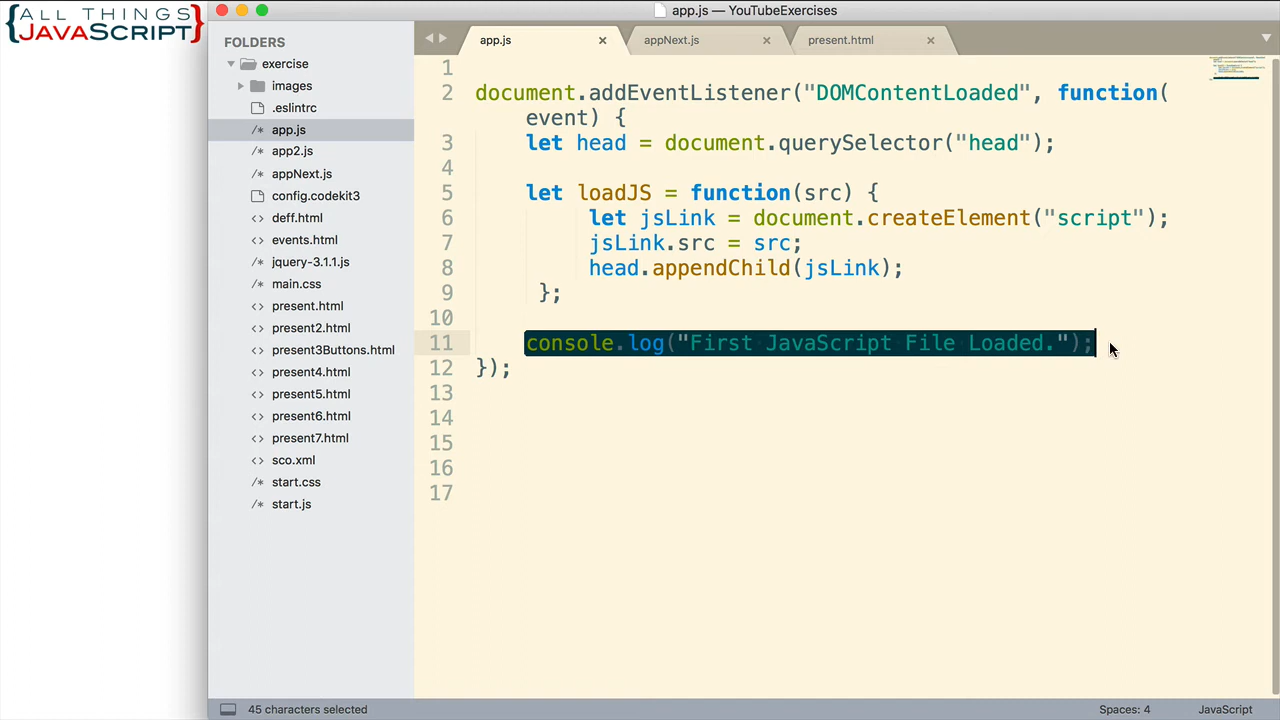 {ALL THINGS
JAVASCRIPT}
app.js — YouTubeExercises
FOLDERS
exercise
images
.eslintrc
/* app.js
/* app2.js
/* appNext.js
config.codekit3
<> deff.html
<> events.html
/* jquery-3.1.1.js
/* main.css
<> present.html
<> present2.html
<> present3Buttons.html
<> present4.html
<> present5.html
<> present6.html
<> present7.html
<> sco.xml
/* start.css
/* start.js
app.js × appNext.js × present.html ×
1
2 document.addEventListener("DOMContentLoaded", function(
event) {
3 let head = document.querySelector("head");
4
5 let loadJS = function(src) {
6 let jsLink = document.createElement("script");
7 jsLink.src = src;
8 head.appendChild(jsLink);
9 };
10
11 console.log("First JavaScript File Loaded.");
12 });
13
14
15
16
17
45 characters selected
Spaces: 4
JavaScript